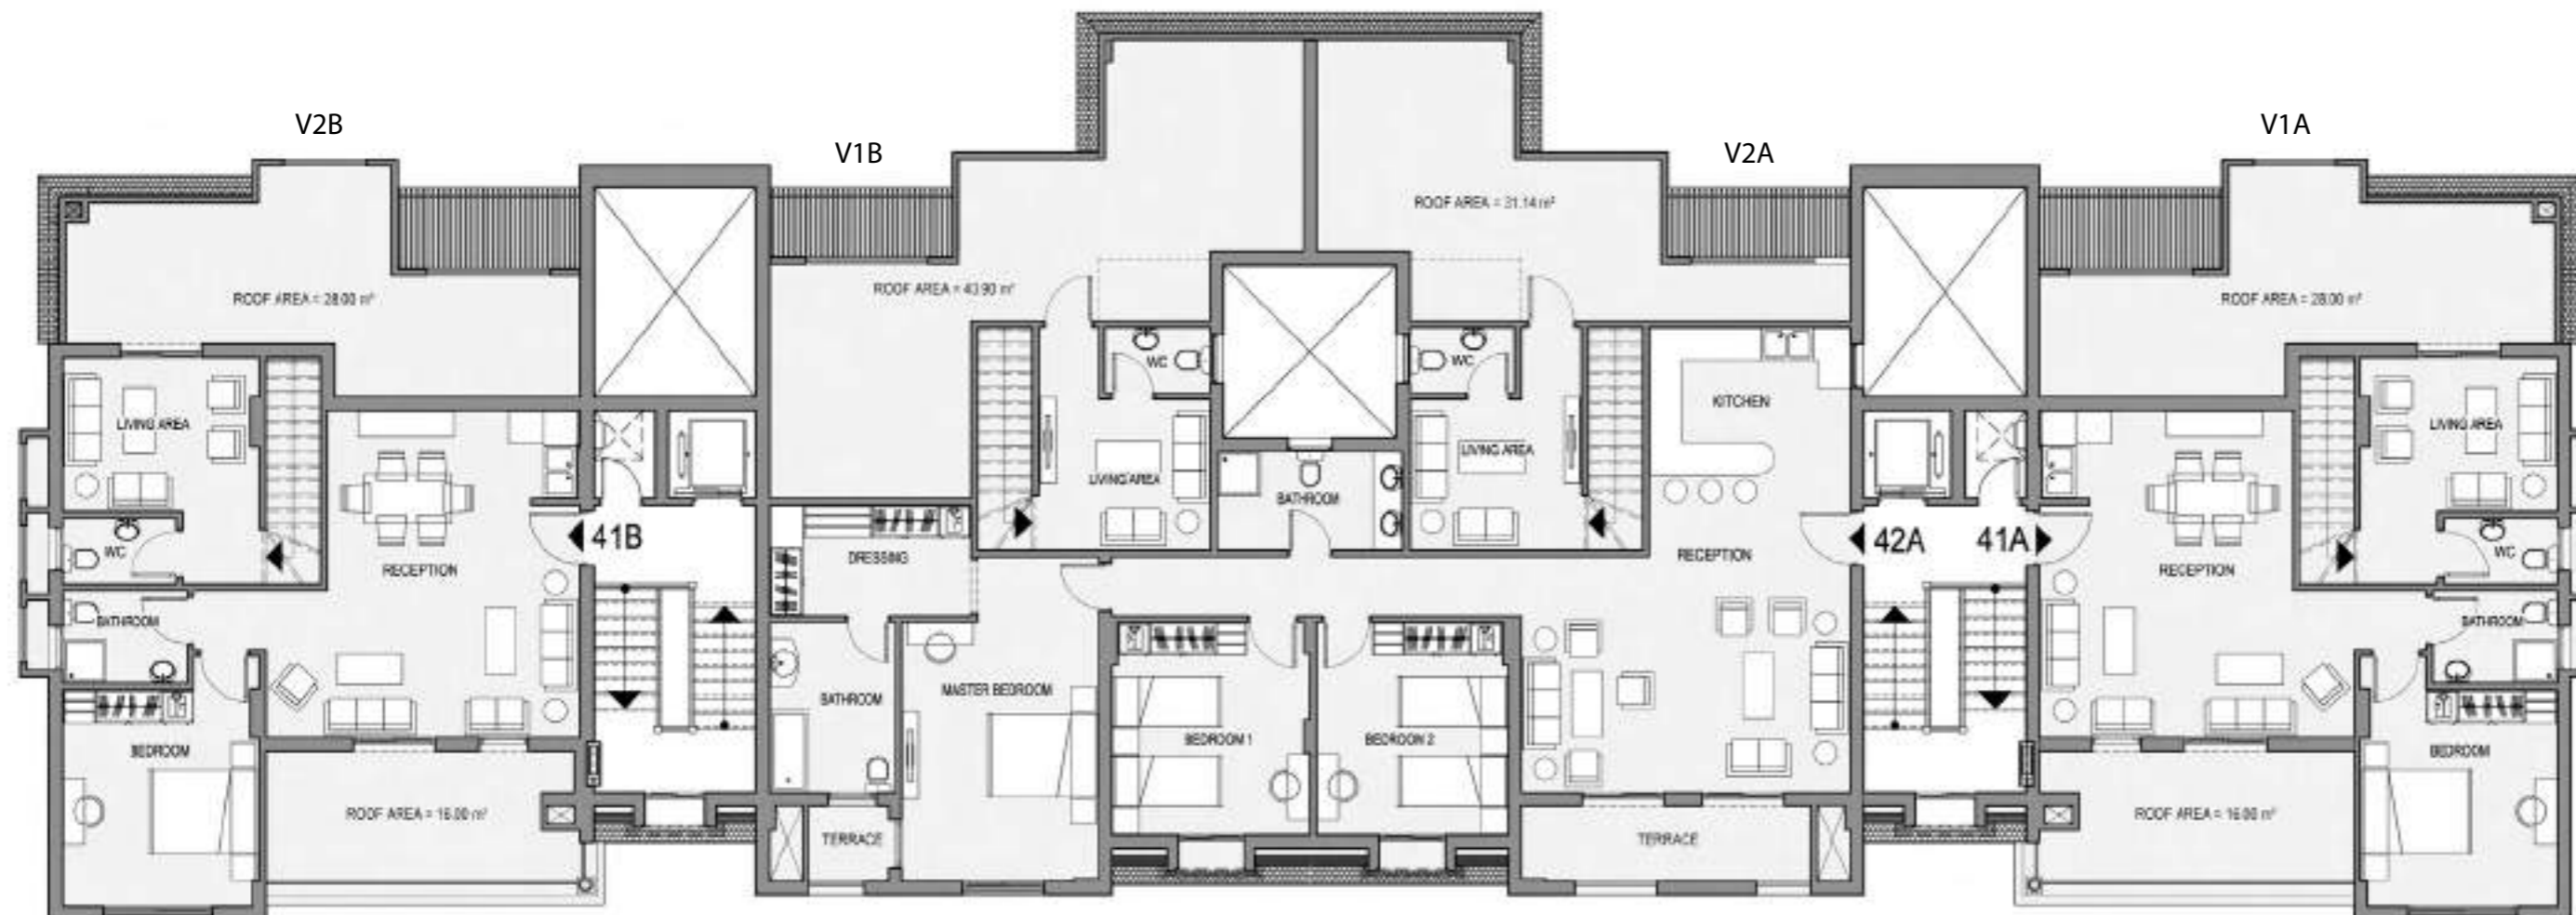 V2B
V1B
V2A
V1A
ROOF AREA = 28.00 m²
ROOF AREA = 43.90 m²
ROOF AREA = 31.14 m²
ROOF AREA = 28.00 m²
LIVING AREA
WC
BATHROOM
BEDROOM
RECEPTION
41B
ROOF AREA = 16.00 m²
DRESSING
BATHROOM
TERRACE
MASTER BEDROOM
WC
LIVING AREA
BATHROOM
WC
LIVING AREA
BEDROOM 1
BEDROOM 2
KITCHEN
RECEPTION
TERRACE
42A
41A
RECEPTION
ROOF AREA = 16.00 m²
LIVING AREA
WC
BATHROOM
BEDROOM